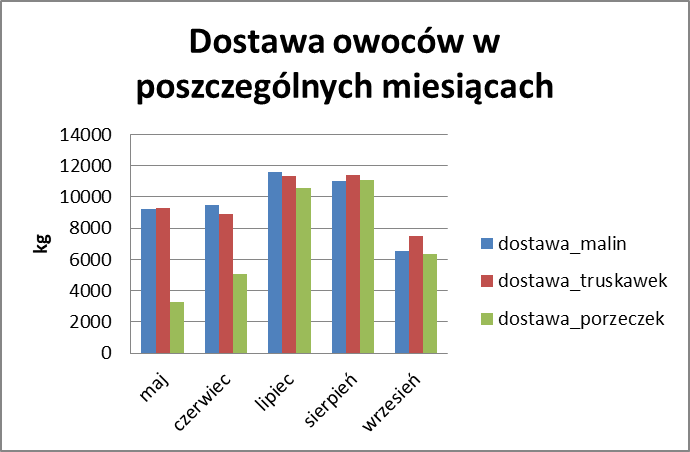 Dostawa owoców w
poszczególnych miesiącach
14000
12000
10000
8000
6000
4000
2000
0
kg
maj
czerwiec
lipiec
sierpień
wrzesień
dostawa_malin
dostawa_truskawek
dostawa_porzeczek